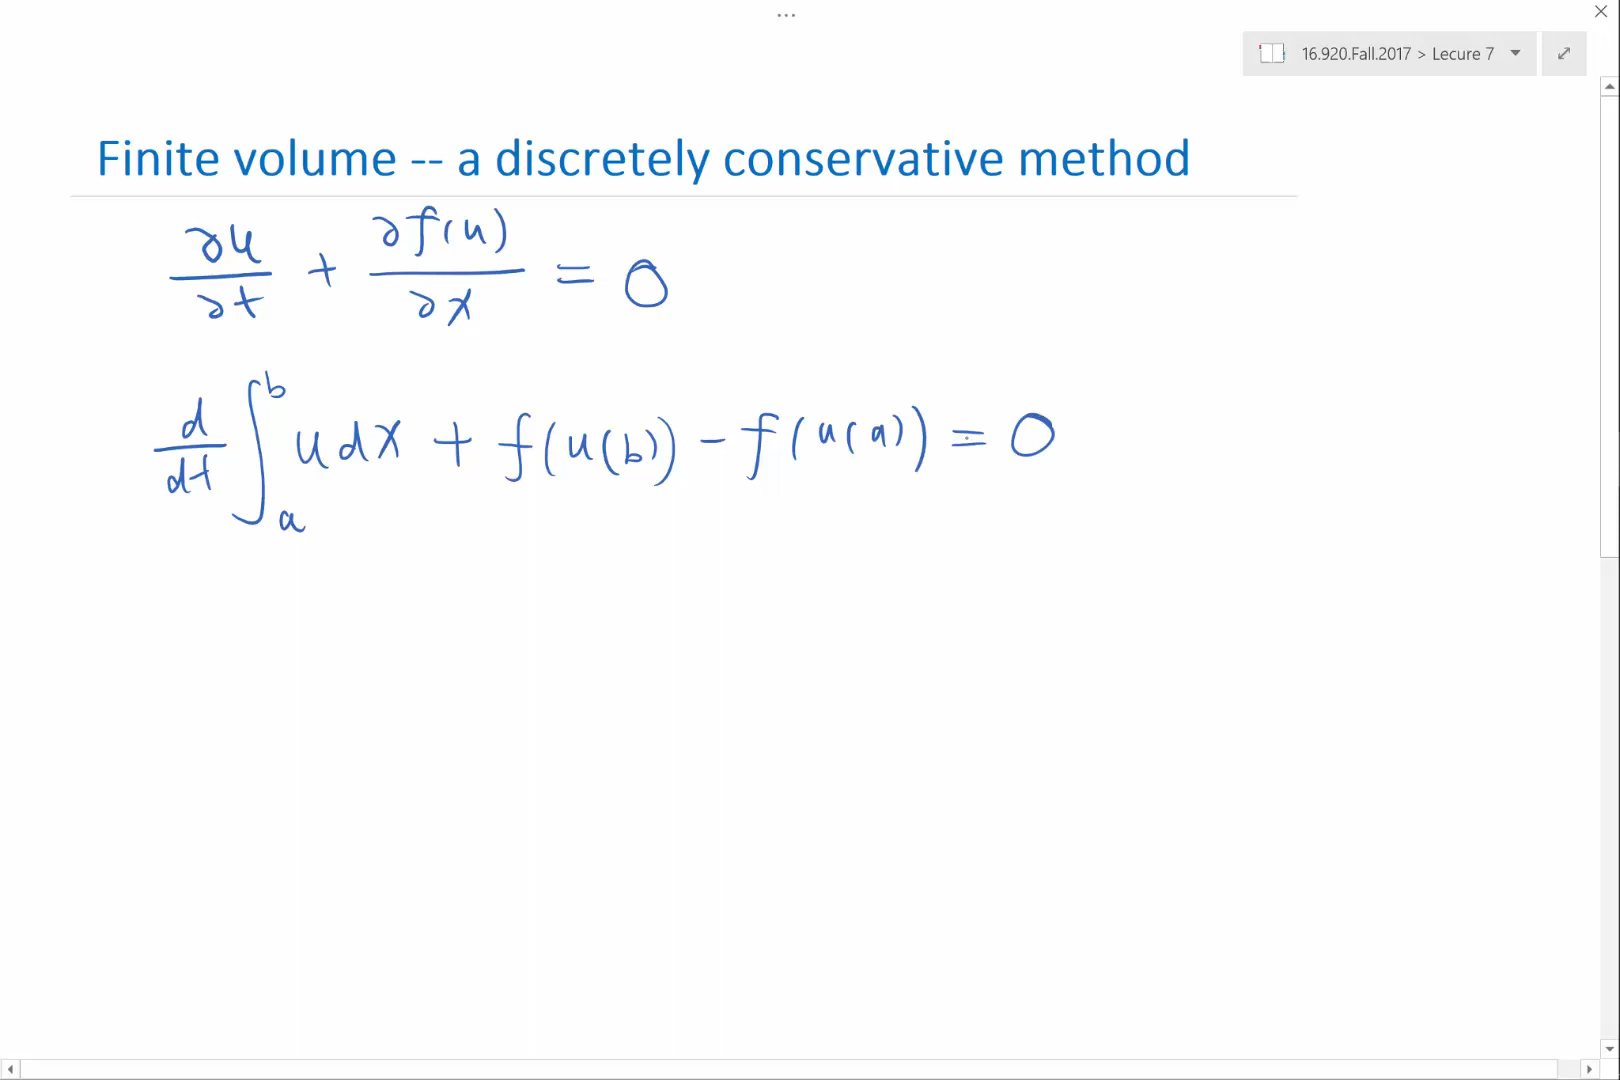 ...
16.920.Fall.2017 > Lecure 7
Finite volume -- a discretely conservative method
∂u/∂t + ∂f(u)/∂x = 0
d/dt ∫_a^b u dx + f(u(b)) - f(u(a)) = 0